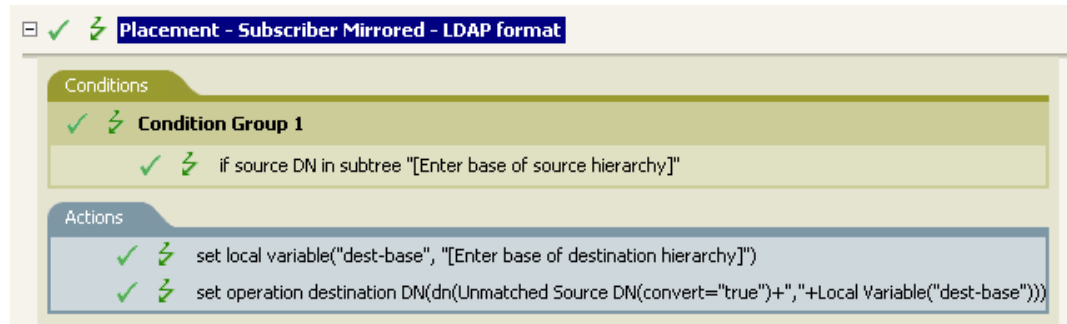 Placement - Subscriber Mirrored - LDAP format
Conditions
Condition Group 1
if source DN in subtree "[Enter base of source hierarchy]"
Actions
set local variable("dest-base", "[Enter base of destination hierarchy]")
set operation destination DN(dn(Unmatched Source DN(convert="true")+","+Local Variable("dest-base")))